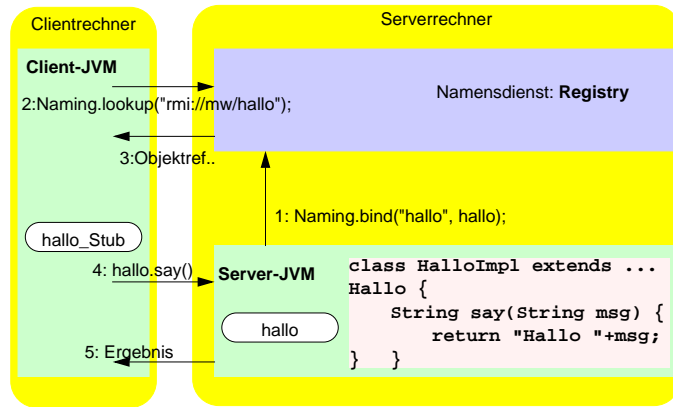 Clientrechner
Serverrechner
Client-JVM
2:Naming.lookup("rmi://mw/hallo");
Namensdienst: Registry
3:Objektref..
1: Naming.bind("hallo", hallo);
hallo_Stub
4: hallo.say()
Server-JVM
hallo
class HalloImpl extends ...
Hallo {
String say(String msg) {
return "Hallo "+msg;
} }
5: Ergebnis